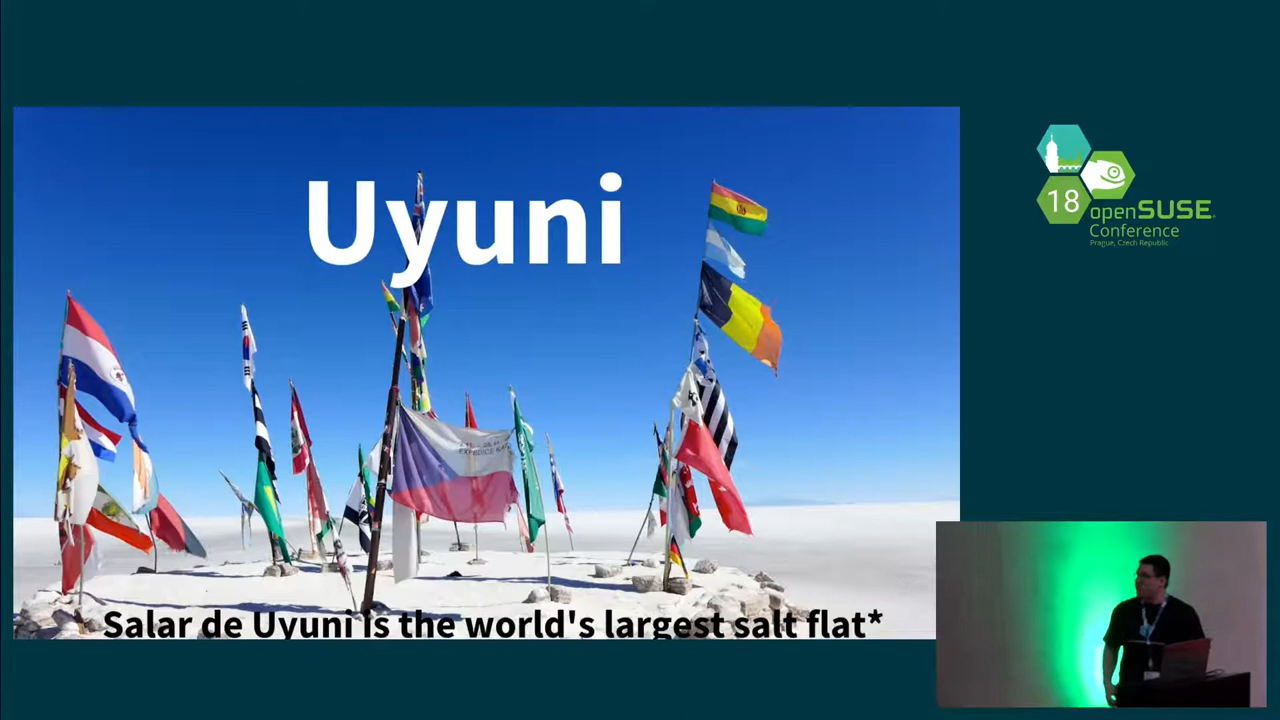 Uyuni
Salar de Uyuni is the world's largest salt flat*
18
openSUSE
Conference
Prague, Czech Republic